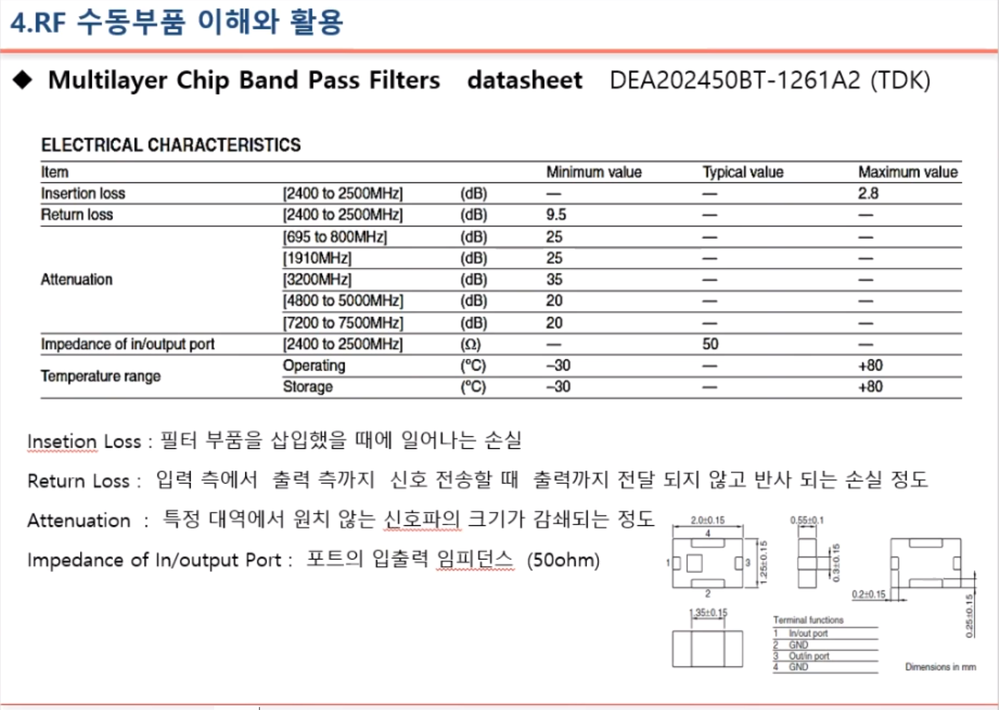 4.RF 수동부품 이해와 활용
◆ Multilayer Chip Band Pass Filters datasheet DEA202450BT-1261A2 (TDK)
ELECTRICAL CHARACTERISTICS
Item Minimum value Typical value Maximum value
Insertion loss [2400 to 2500MHz] (dB) — — 2.8
Return loss [2400 to 2500MHz] (dB) 9.5 — —
[695 to 800MHz] (dB) 25 — —
[1910MHz] (dB) 25 — —
Attenuation [3200MHz] (dB) 35 — —
[4800 to 5000MHz] (dB) 20 — —
[7200 to 7500MHz] (dB) 20 — —
Impedance of in/output port [2400 to 2500MHz] (Ω) — 50 —
Temperature range
Operating (°C) –30 — +80
Storage (°C) –30 — +80
Insetion Loss : 필터 부품을 삽입했을 때에 일어나는 손실
Return Loss : 입력 측에서 출력 측까지 신호 전송할 때 출력까지 전달 되지 않고 반사 되는 손실 정도
Attenuation : 특정 대역에서 원치 않는 신호파의 크기가 감쇄되는 정도
Impedance of In/output Port : 포트의 입출력 임피던스 (50ohm)
2.0±0.15
4
1
3
2
1.25±0.15
0.55±0.1
0.3±0.15
0.2±0.15
0.25±0.15
1.35±0.15
Terminal functions
1 In/out port
2 GND
3 Out/in port
4 GND
Dimensions in mm